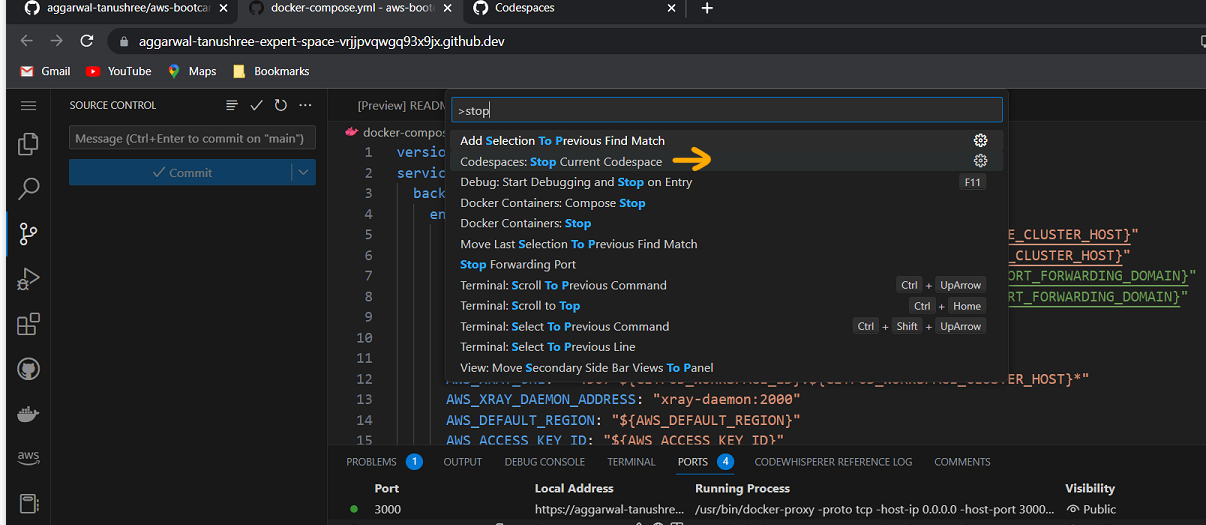 aggarwal-tanushree/aws-bootcar
docker-compose.yml - aws-boot
Codespaces
aggarwal-tanushree-expert-space-vrjjpvqwgq93x9jx.github.dev
Gmail
YouTube
Maps
Bookmarks
SOURCE CONTROL
Message (Ctrl+Enter to commit on "main")
Commit
[Preview] READM
>stop
Add Selection To Previous Find Match
Codespaces: Stop Current Codespace
Debug: Start Debugging and Stop on Entry F11
Docker Containers: Compose Stop
Docker Containers: Stop
Move Last Selection To Previous Find Match
Stop Forwarding Port
Terminal: Scroll To Previous Command Ctrl + UpArrow
Terminal: Scroll to Top Ctrl + Home
Terminal: Select To Previous Command Ctrl + Shift + UpArrow
Terminal: Select To Previous Line
View: Move Secondary Side Bar Views To Panel
docker-compos
1 versio
2 servic
3 back
4 en
5 E_CLUSTER_HOST}"
6 S_CLUSTER_HOST}"
7 ORT_FORWARDING_DOMAIN}"
8 RT_FORWARDING_DOMAIN}"
9
10
11
12
13 AWS_XRAY_DAEMON_ADDRESS: "xray-daemon:2000"
14 AWS_DEFAULT_REGION: "${AWS_DEFAULT_REGION}"
15 AWS_ACCESS_KEY_ID: "${AWS_ACCESS_KEY_ID}"
aws
PROBLEMS 1 OUTPUT DEBUG CONSOLE TERMINAL PORTS 4 CODEWHISPERER REFERENCE LOG COMMENTS
Port Local Address Running Process Visibility
3000 https://aggarwal-tanushre... /usr/bin/docker-proxy -proto tcp -host-ip 0.0.0.0 -host-port 3000... Public